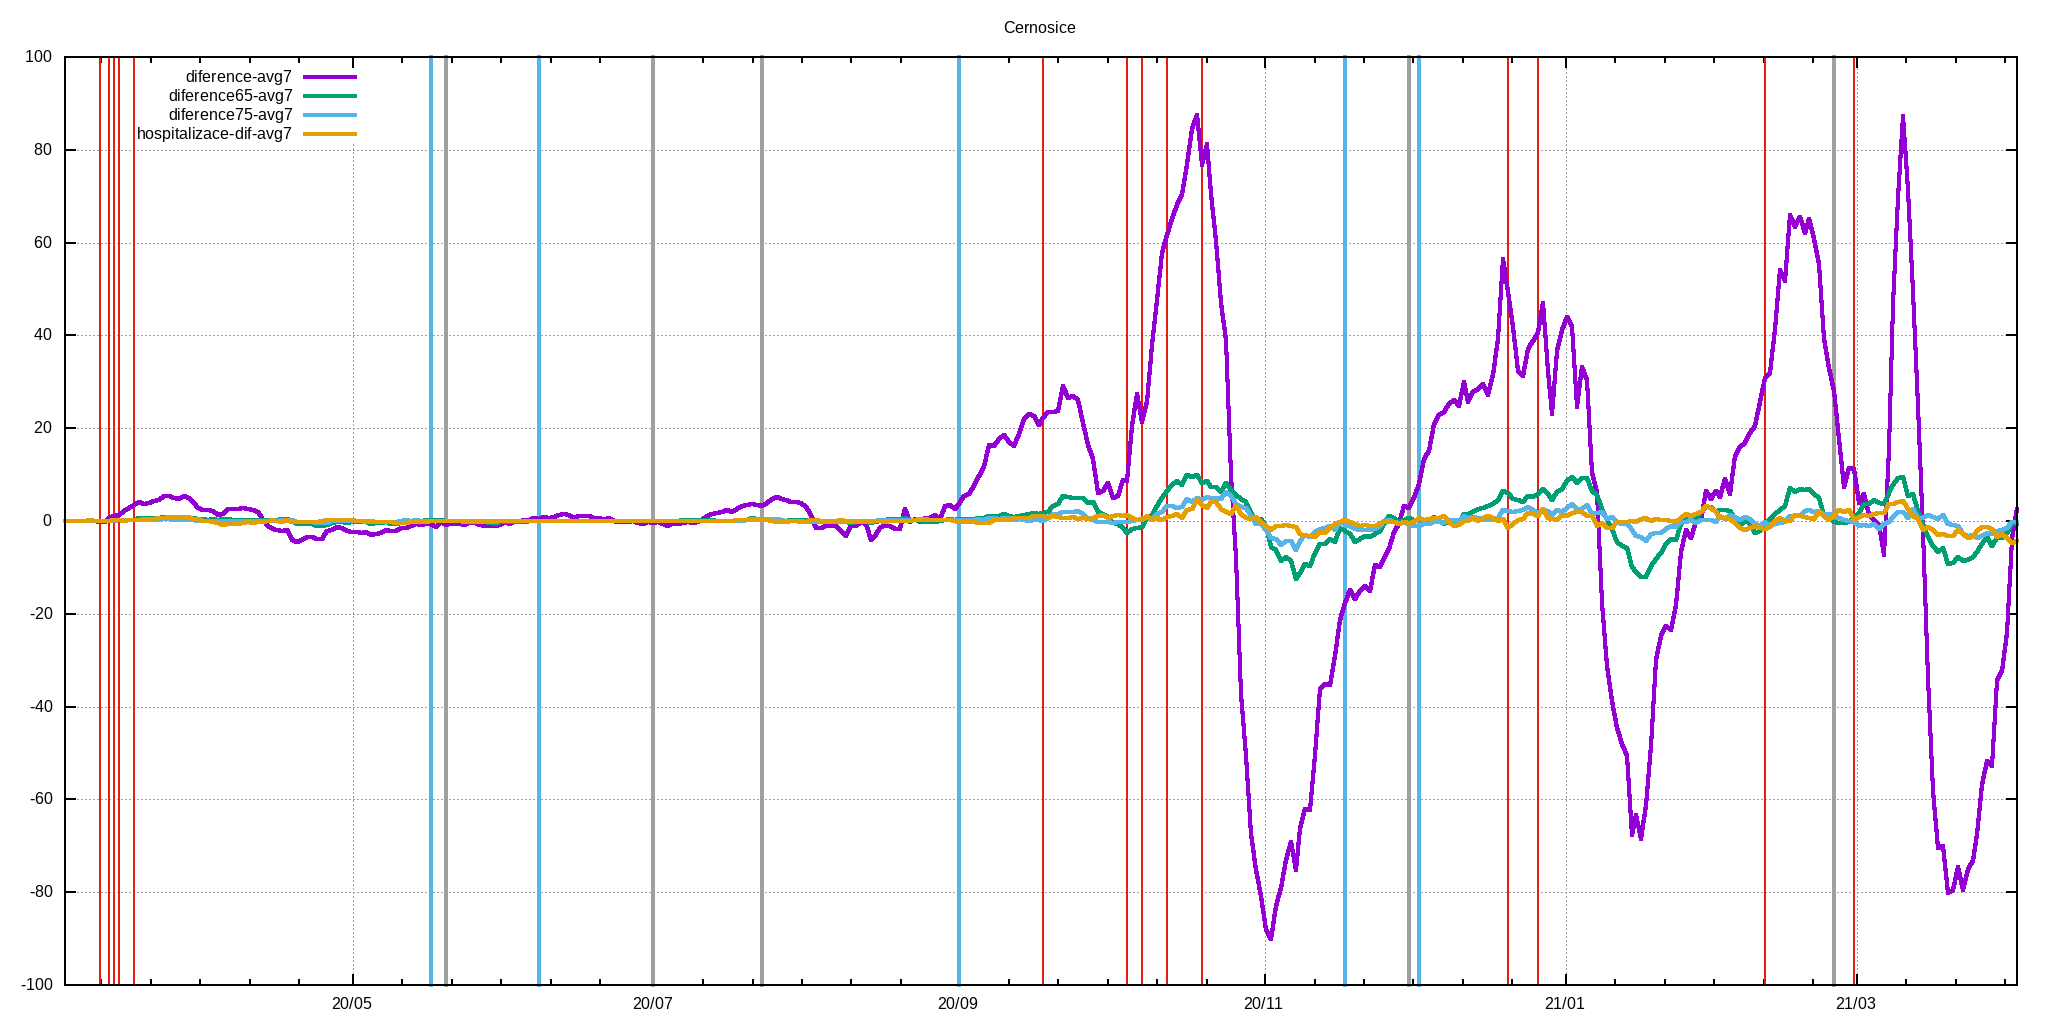 Cernosice
100
80
60
40
20
0
-20
-40
-60
-80
-100
diference-avg7
diference65-avg7
diference75-avg7
hospitalizace-dif-avg7
20/05 20/07 20/09 20/11 21/01 21/03